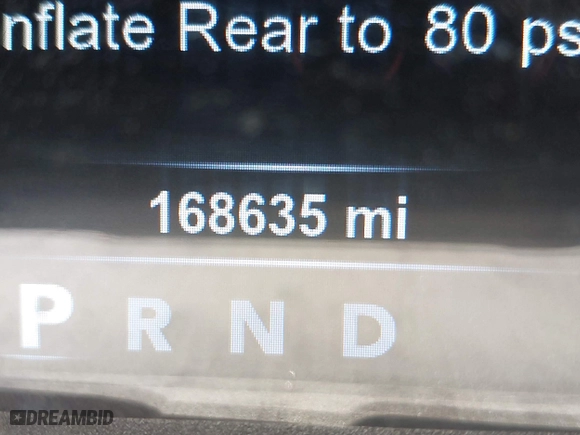 nflate Rear to 80 ps
168635 mi
P R N D
DREAMBID